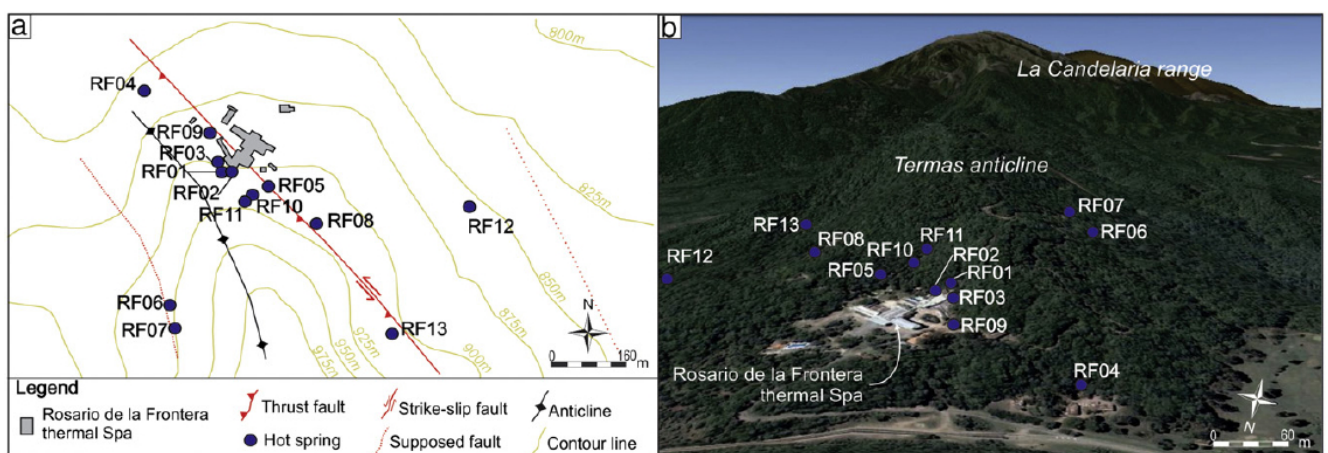 a
800m
RF04
RF09
RF03
RF01
RF02
RF05
RF10
RF11
RF08
RF12
825m
850m
875m
900m
925m
950m
975m
RF06
RF07
RF13
N
0 160 m
Legend
Rosario de la Frontera
thermal Spa
Thrust fault
Hot spring
Strike-slip fault
Supposed fault
Anticline
Contour line
b
La Candelaria range
Termas anticline
RF07
RF06
RF13
RF08
RF11
RF10
RF02
RF12
RF05
RF01
RF03
RF09
Rosario de la Frontera
thermal Spa
RF04
N
0 60 m